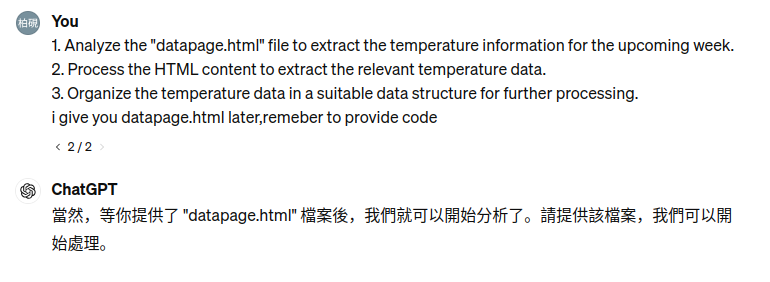 柏硯
You
1. Analyze the "datapage.html" file to extract the temperature information for the upcoming week.
2. Process the HTML content to extract the relevant temperature data.
3. Organize the temperature data in a suitable data structure for further processing.
i give you datapage.html later,remeber to provide code
2 / 2
ChatGPT
當然，等你提供了 "datapage.html" 檔案後，我們就可以開始分析了。請提供該檔案，我們可以開
始處理。